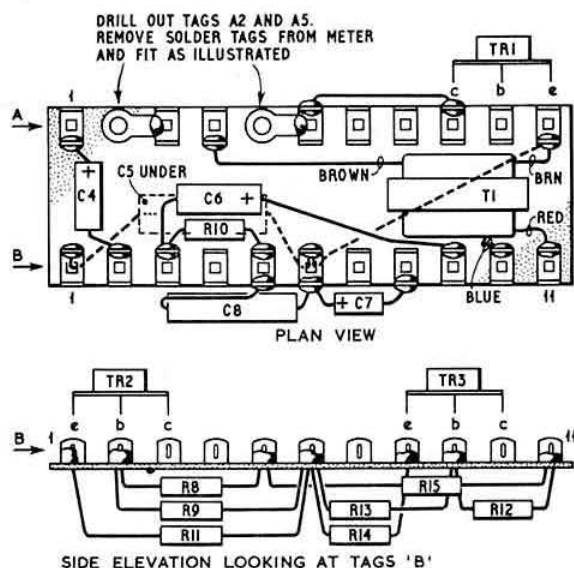 DRILL OUT TAGS A2 AND A5.
REMOVE SOLDER TAGS FROM METER
AND FIT AS ILLUSTRATED
TR1
c b e
1
A
BROWN
BRN
C5 UNDER
C4
+
C6 +
T1
R10
RED
B
1
C8
+ C7
BLUE
11
PLAN VIEW
TR2
TR3
e b c
e b c
B
1
11
R8
R15
R9
R13
R12
R11
R14
SIDE ELEVATION LOOKING AT TAGS 'B'